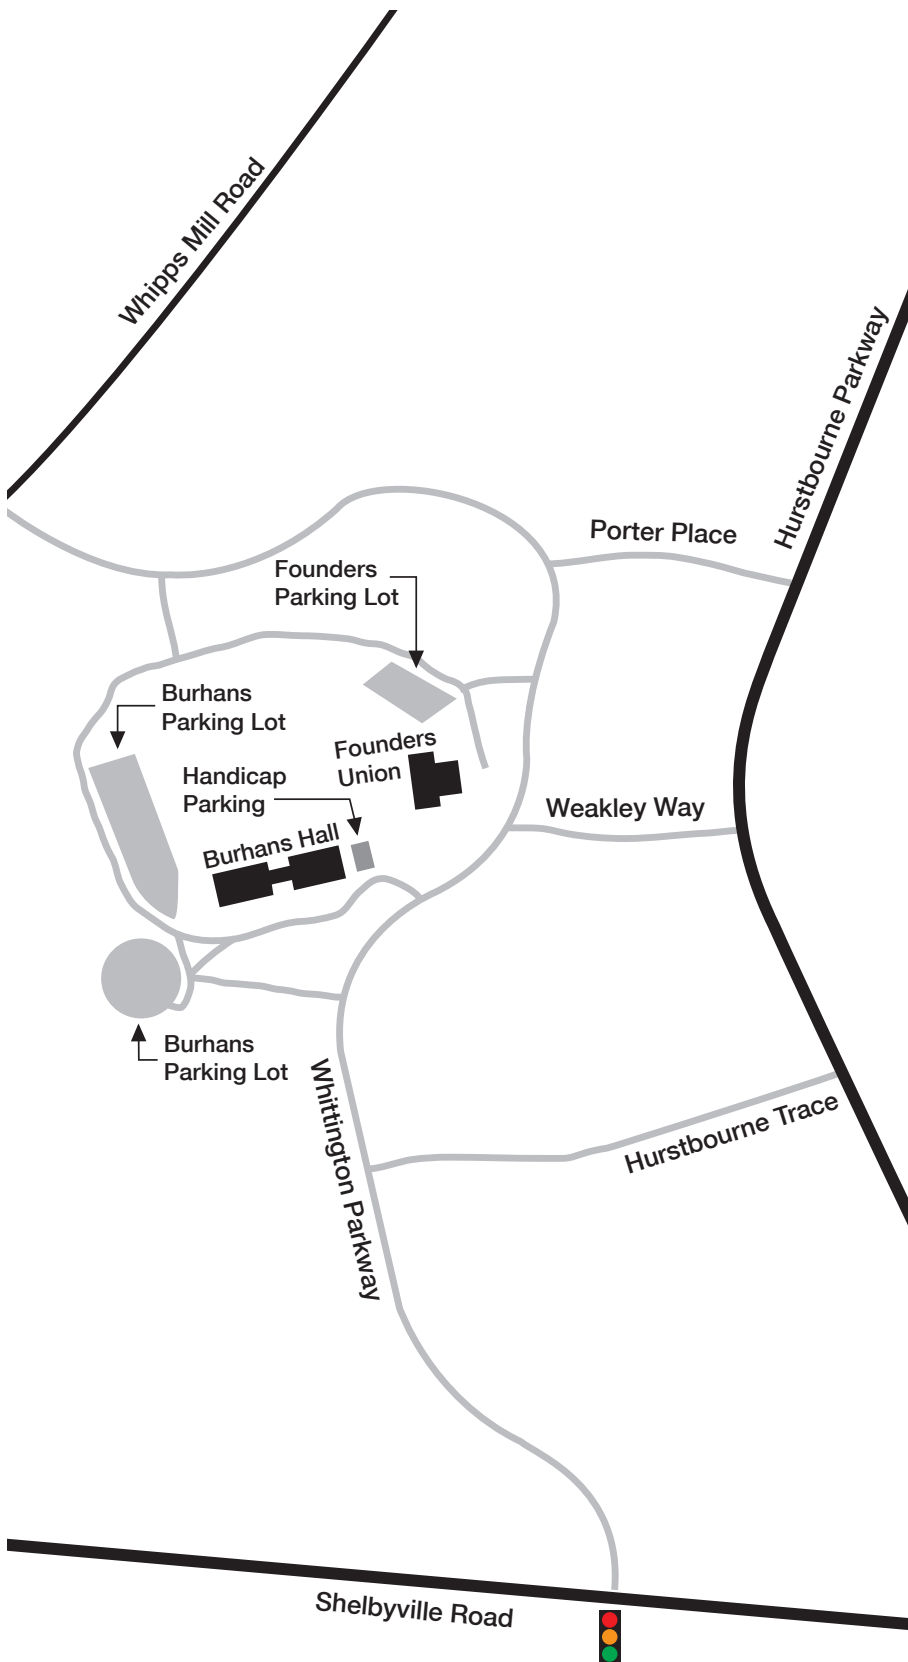 Whipps Mill Road
Hurstbourne Parkway
Porter Place
Founders
Parking Lot
Burhans
Parking Lot
Founders
Union
Handicap
Parking
Weakley Way
Burhans Hall
Burhans
Parking Lot
Whittington Parkway
Hurstbourne Trace
Shelbyville Road